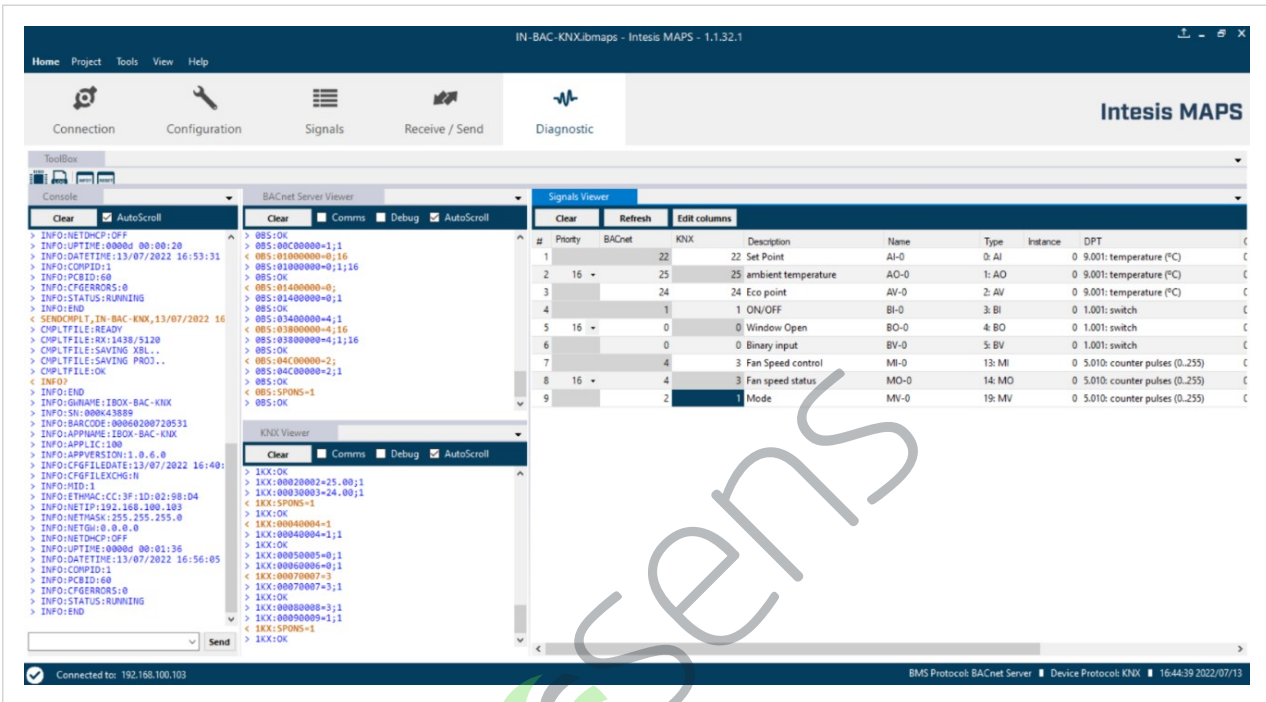 IN-BAC-KNX.ibmaps - Intesis MAPS - 1.1.32.1
Home Project Tools View Help
Connection Configuration Signals Receive / Send Diagnostic
Intesis MAPS
ToolBox
Console
Clear AutoScroll
> INFO:NETDHCP:OFF
> INFO:UPTIME:0000d 00:00:20
> INFO:DATETIME:13/07/2022 16:53:31
> INFO:COMPID:1
> INFO:PCBID:60
> INFO:CFGERRORS:0
> INFO:STATUS:RUNNING
> INFO:END
< SENDCMPLT,IN-BAC-KNX,13/07/2022 16
> CMPLTFILE:READY
> CMPLTFILE:RX:1438/5120
> CMPLTFILE:SAVING XBL..
> CMPLTFILE:SAVING PROJ..
> CMPLTFILE:OK
< INFO?
> INFO:END
> INFO:GWNAME:IBOX-BAC-KNX
> INFO:SN:000K43889
> INFO:BARCODE:00060200720531
> INFO:APPNAME:IBOX-BAC-KNX
> INFO:APPLIC:100
> INFO:APPVERSION:1.0.6.0
> INFO:CFGFILEDATE:13/07/2022 16:40:
> INFO:CFGFILEXCHG:N
> INFO:MID:1
> INFO:ETHMAC:CC:3F:1D:02:98:D4
> INFO:NETIP:192.168.100.103
> INFO:NETMASK:255.255.255.0
> INFO:NETGW:0.0.0.0
> INFO:NETDHCP:OFF
> INFO:UPTIME:0000d 00:01:36
> INFO:DATETIME:13/07/2022 16:56:05
> INFO:COMPID:1
> INFO:PCBID:60
> INFO:CFGERRORS:0
> INFO:STATUS:RUNNING
> INFO:END
Send
BACnet Server Viewer
Clear Comms Debug AutoScroll
> 0BS:OK
> 0BS:00C00000=1;1
< 0BS:01000000=0;16
> 0BS:01000000=0;1;16
> 0BS:OK
< 0BS:01400000=0;
> 0BS:01400000=0;1
> 0BS:OK
> 0BS:03400000=4;1
< 0BS:03800000=4;16
> 0BS:03800000=4;1;16
> 0BS:OK
< 0BS:04C00000=2;
> 0BS:04C00000=2;1
> 0BS:OK
< 0BS:SPONS=1
> 0BS:OK
KNX Viewer
Clear Comms Debug AutoScroll
> 1KX:OK
> 1KX:00020002=25.00;1
> 1KX:00030003=24.00;1
< 1KX:SPONS=1
> 1KX:OK
< 1KX:00040004=1
> 1KX:00040004=1;1
> 1KX:OK
> 1KX:00050005=0;1
> 1KX:00060006=0;1
< 1KX:00070007=3
> 1KX:00070007=3;1
> 1KX:OK
> 1KX:00080008=3;1
> 1KX:00090009=1;1
< 1KX:SPONS=1
> 1KX:OK
Signals Viewer
Clear Refresh Edit columns
# Priority BACnet KNX Description Name Type Instance DPT
1 22 22 Set Point AI-0 0: AI 0 9.001: temperature (ºC)
2 16 25 25 ambient temperature AO-0 1: AO 0 9.001: temperature (ºC)
3 24 24 Eco point AV-0 2: AV 0 9.001: temperature (ºC)
4 1 1 ON/OFF BI-0 3: BI 0 1.001: switch
5 16 0 0 Window Open BO-0 4: BO 0 1.001: switch
6 0 0 Binary input BV-0 5: BV 0 1.001: switch
7 4 3 Fan Speed control MI-0 13: MI 0 5.010: counter pulses (0..255)
8 16 4 3 Fan speed status MO-0 14: MO 0 5.010: counter pulses (0..255)
9 2 1 Mode MV-0 19: MV 0 5.010: counter pulses (0..255)
sens
Connected to: 192.168.100.103
BMS Protocol: BACnet Server Device Protocol: KNX 16:44:39 2022/07/13